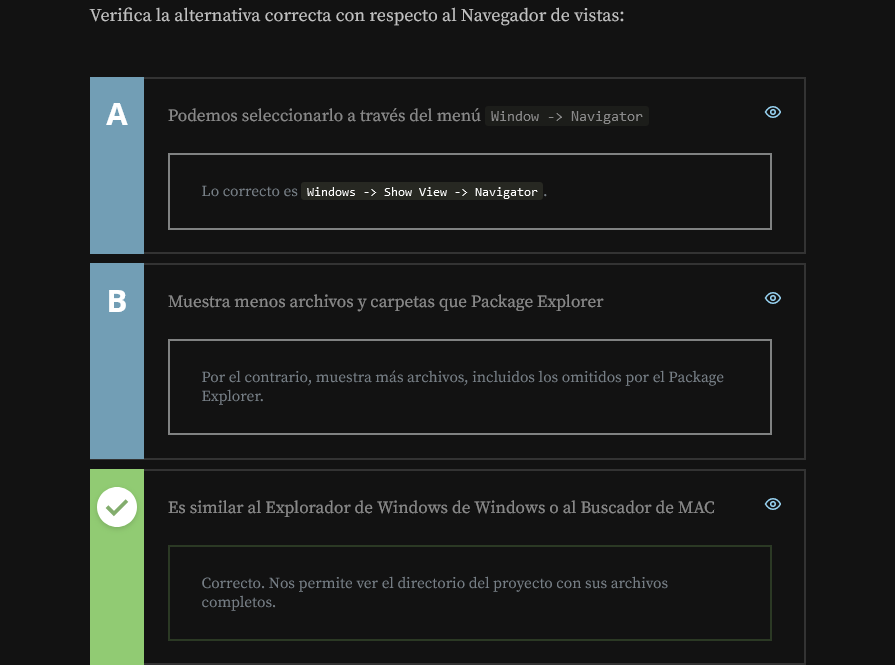 Verifica la alternativa correcta con respecto al Navegador de vistas:
A
Podemos seleccionarlo a través del menú Window -> Navigator
Lo correcto es Windows -> Show View -> Navigator.
B
Muestra menos archivos y carpetas que Package Explorer
Por el contrario, muestra más archivos, incluidos los omitidos por el Package
Explorer.
Es similar al Explorador de Windows de Windows o al Buscador de MAC
Correcto. Nos permite ver el directorio del proyecto con sus archivos
completos.